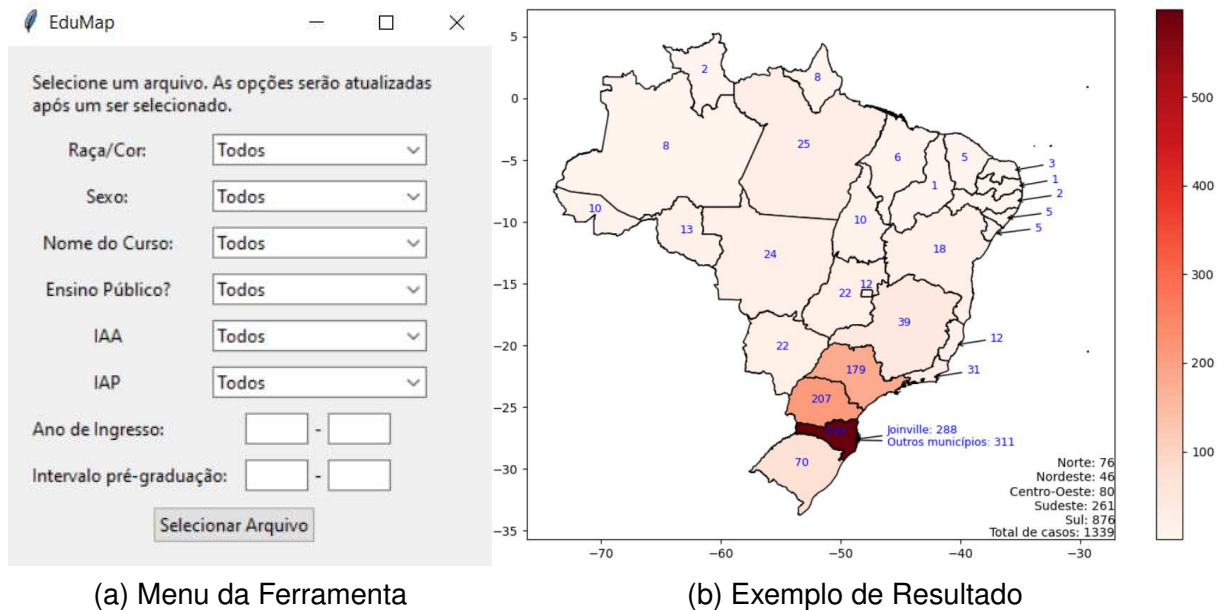 EduMap
Selecione um arquivo. As opções serão atualizadas
após um ser selecionado.
Raça/Cor: Todos
Sexo: Todos
Nome do Curso: Todos
Ensino Público? Todos
IAA Todos
IAP Todos
Ano de Ingresso: -
Intervalo pré-graduação: -
Selecionar Arquivo
(a) Menu da Ferramenta
5
0
−5
−10
−15
−20
−25
−30
−35
−70 −60 −50 −40 −30
2
8
8
25
6
5
1
3
1
2
5
5
10
13
10
24
18
12
22
39
22
12
179
31
207
Joinville: 288
Outros municípios: 311
70
Norte: 76
Nordeste: 46
Centro-Oeste: 80
Sudeste: 261
Sul: 876
Total de casos: 1339
500
400
300
200
100
(b) Exemplo de Resultado